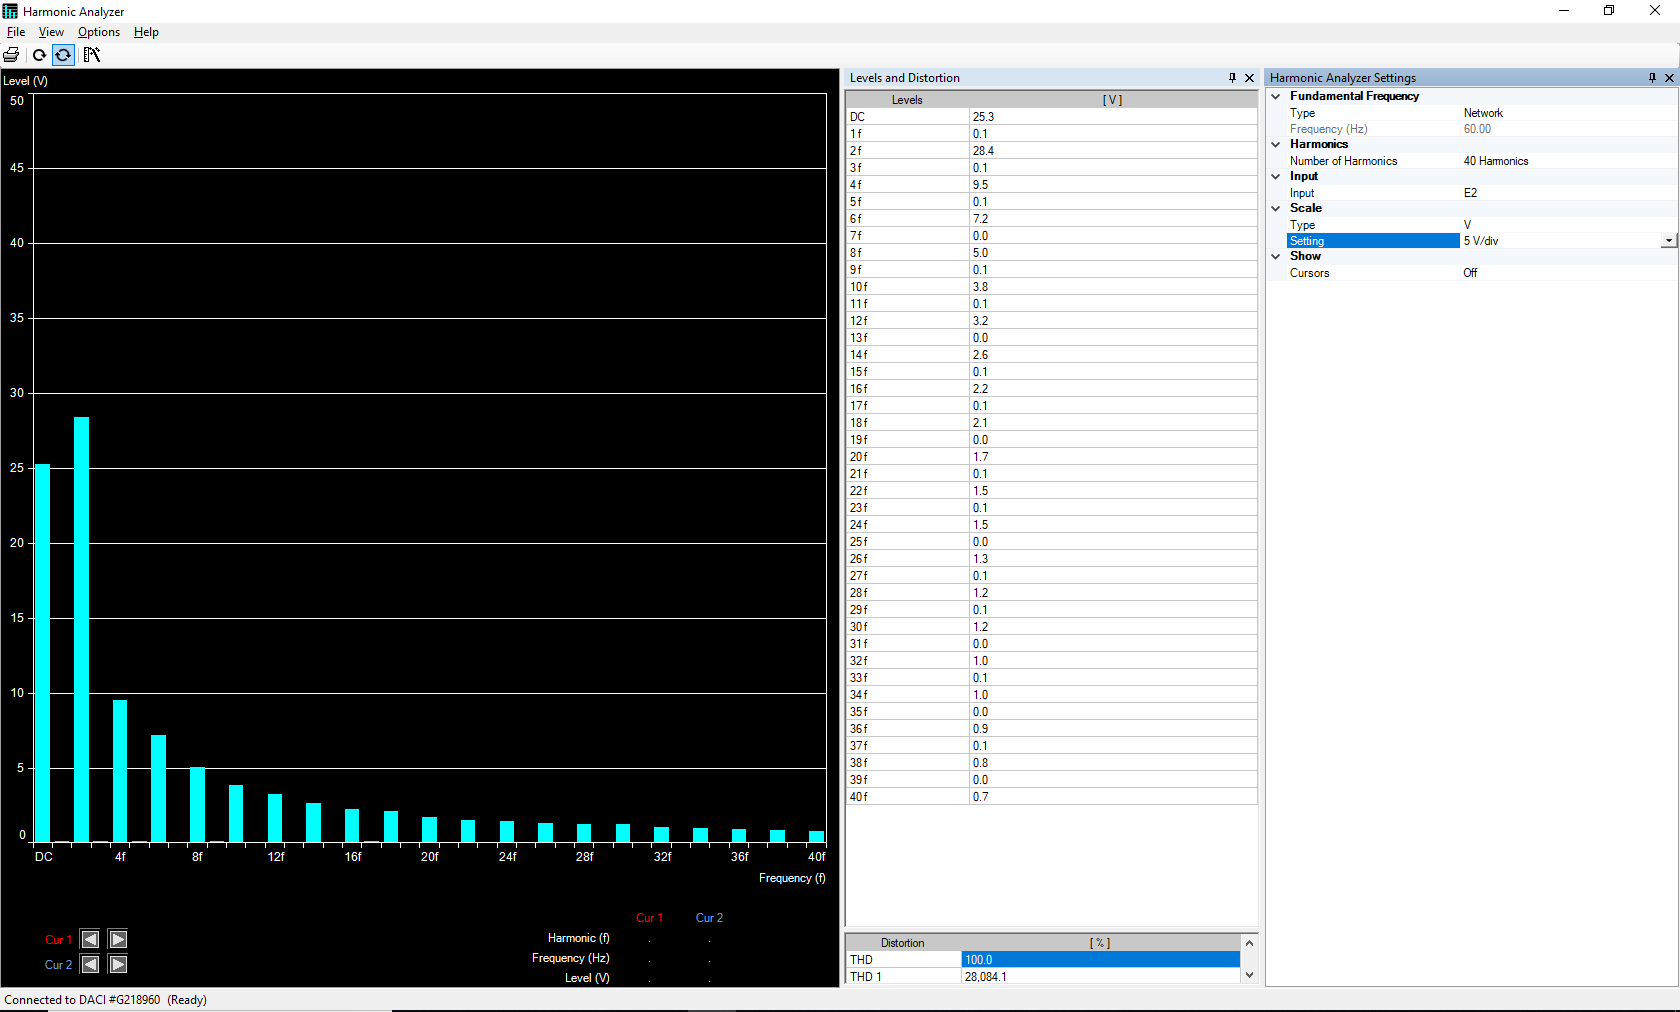 Harmonic Analyzer
File View Options Help
Level (V)
50
45
40
35
30
25
20
15
10
5
0
DC 4f 8f 12f 16f 20f 24f 28f 32f 36f 40f
Frequency (f)
Cur 1 Cur 2
Harmonic (f) . .
Frequency (Hz) . .
Level (V) . .
Cur 1
Cur 2
Levels and Distortion
Levels [ V ]
DC 25.3
1f 0.1
2f 28.4
3f 0.1
4f 9.5
5f 0.1
6f 7.2
7f 0.0
8f 5.0
9f 0.1
10f 3.8
11f 0.1
12f 3.2
13f 0.0
14f 2.6
15f 0.1
16f 2.2
17f 0.1
18f 2.1
19f 0.0
20f 1.7
21f 0.1
22f 1.5
23f 0.1
24f 1.5
25f 0.0
26f 1.3
27f 0.1
28f 1.2
29f 0.1
30f 1.2
31f 0.0
32f 1.0
33f 0.1
34f 1.0
35f 0.0
36f 0.9
37f 0.1
38f 0.8
39f 0.0
40f 0.7
Distortion [ % ]
THD 100.0
THD 1 28,084.1
Harmonic Analyzer Settings
Fundamental Frequency
Type Network
Frequency (Hz) 60.00
Harmonics
Number of Harmonics 40 Harmonics
Input
Input E2
Scale
Type V
Setting 5 V/div
Show
Cursors Off
Connected to DACI #G218960 (Ready)